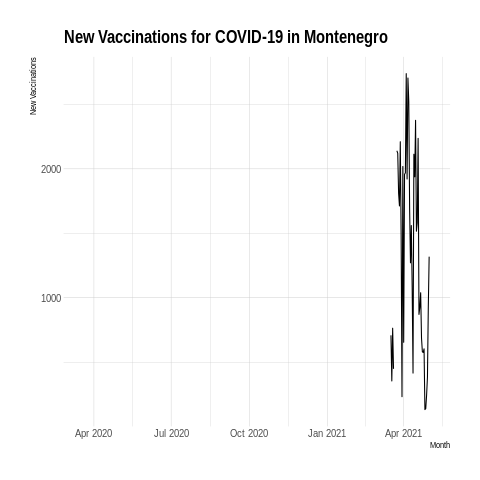 New Vaccinations for COVID-19 in Montenegro
New Vaccinations
2000
1000
Apr 2020 Jul 2020 Oct 2020 Jan 2021 Apr 2021
Month